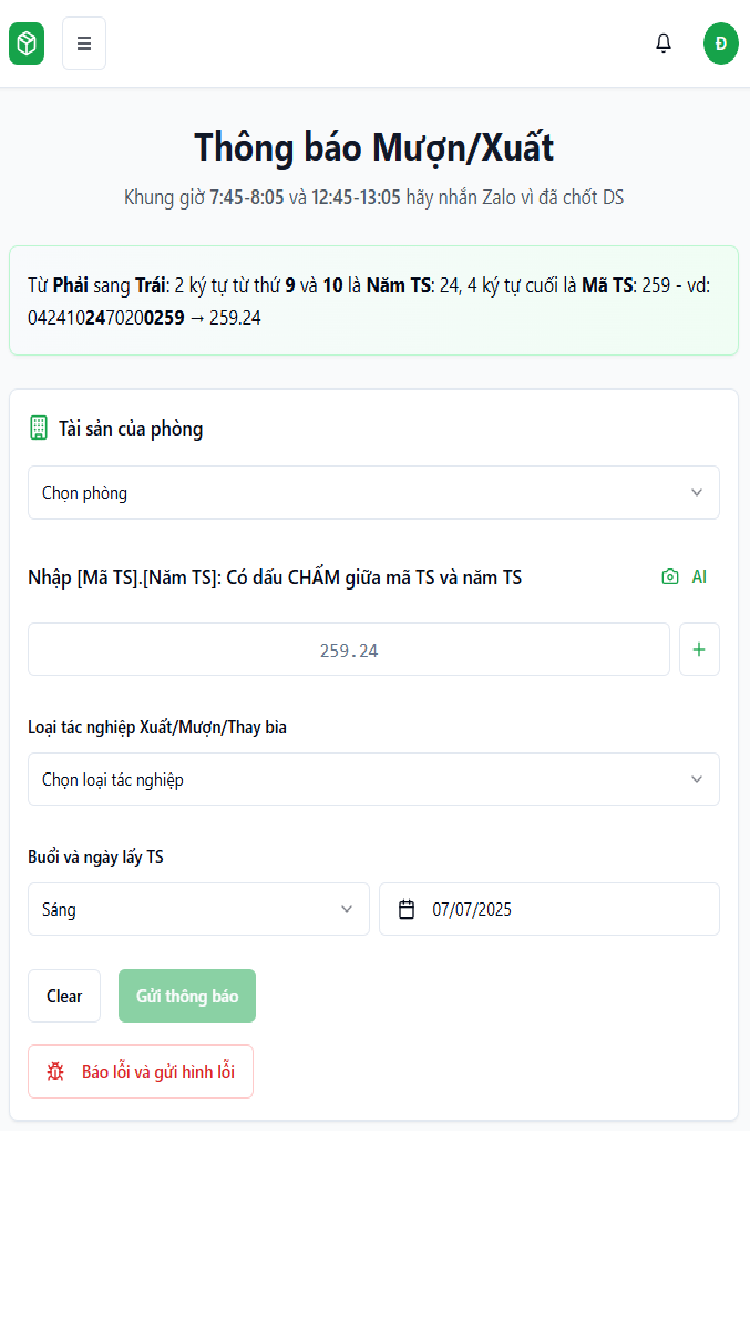 Đ
Thông báo Mượn/Xuất
Khung giờ 7:45-8:05 và 12:45-13:05 hãy nhắn Zalo vì đã chốt DS
Từ Phải sang Trái: 2 ký tự từ thứ 9 và 10 là Năm TS: 24, 4 ký tự cuối là Mã TS: 259 - vd:
0424102470200259 → 259.24
Tài sản của phòng
Chọn phòng
Nhập [Mã TS].[Năm TS]: Có dấu CHẤM giữa mã TS và năm TS
AI
259.24
+
Loại tác nghiệp Xuất/Mượn/Thay bìa
Chọn loại tác nghiệp
Buổi và ngày lấy TS
Sáng
07/07/2025
Clear
Gửi thông báo
Báo lỗi và gửi hình lỗi